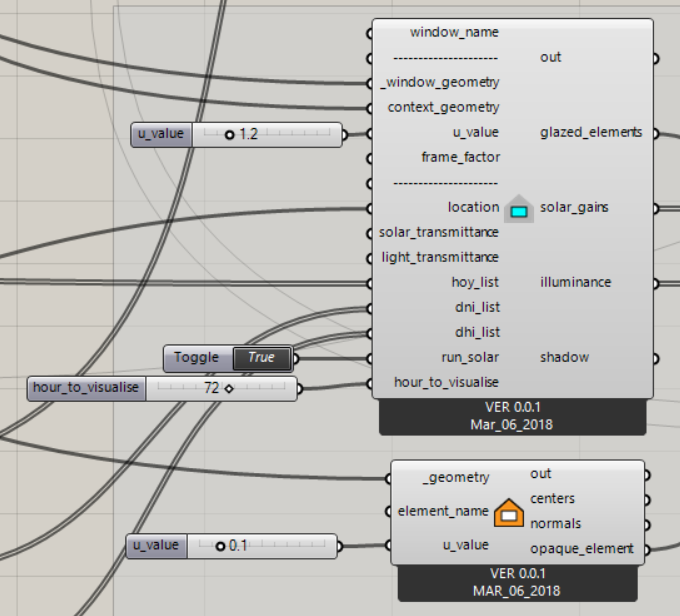 window_name
---------------------
out
_window_geometry
context_geometry
u_value
1.2
u_value
glazed_elements
frame_factor
---------------------
location
solar_gains
solar_transmittance
light_transmittance
hoy_list
illuminance
dni_list
dhi_list
Toggle
True
run_solar
shadow
hour_to_visualise
72
hour_to_visualise
VER 0.0.1
Mar_06_2018
_geometry
out
centers
element_name
normals
u_value
0.1
u_value
opaque_element
VER 0.0.1
MAR_06_2018